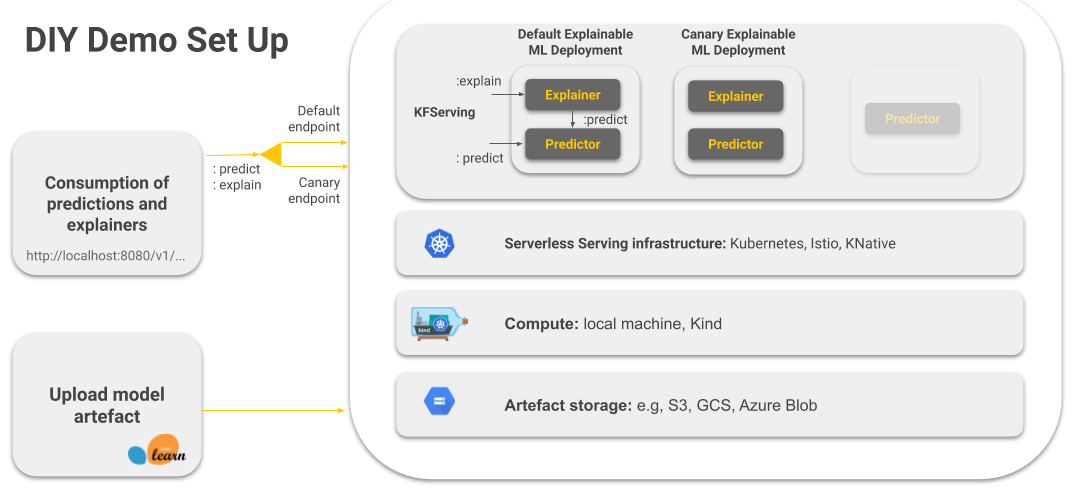 DIY Demo Set Up
Default Explainable
ML Deployment
Canary Explainable
ML Deployment
:explain
Explainer
Explainer
KFServing
:predict
Predictor
: predict
Predictor
Predictor
Default
endpoint
: predict
: explain
Canary
endpoint
Consumption of
predictions and
explainers
http://localhost:8080/v1/...
Serverless Serving infrastructure: Kubernetes, Istio, KNative
kind
Compute: local machine, Kind
Artefact storage: e.g, S3, GCS, Azure Blob
Upload model
artefact
learn